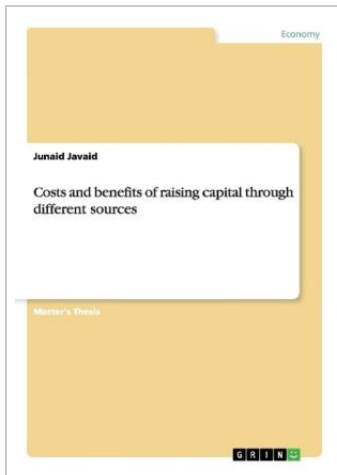 Economy
Junaid Javaid
Costs and benefits of raising capital through
different sources
Master's Thesis
GRIN